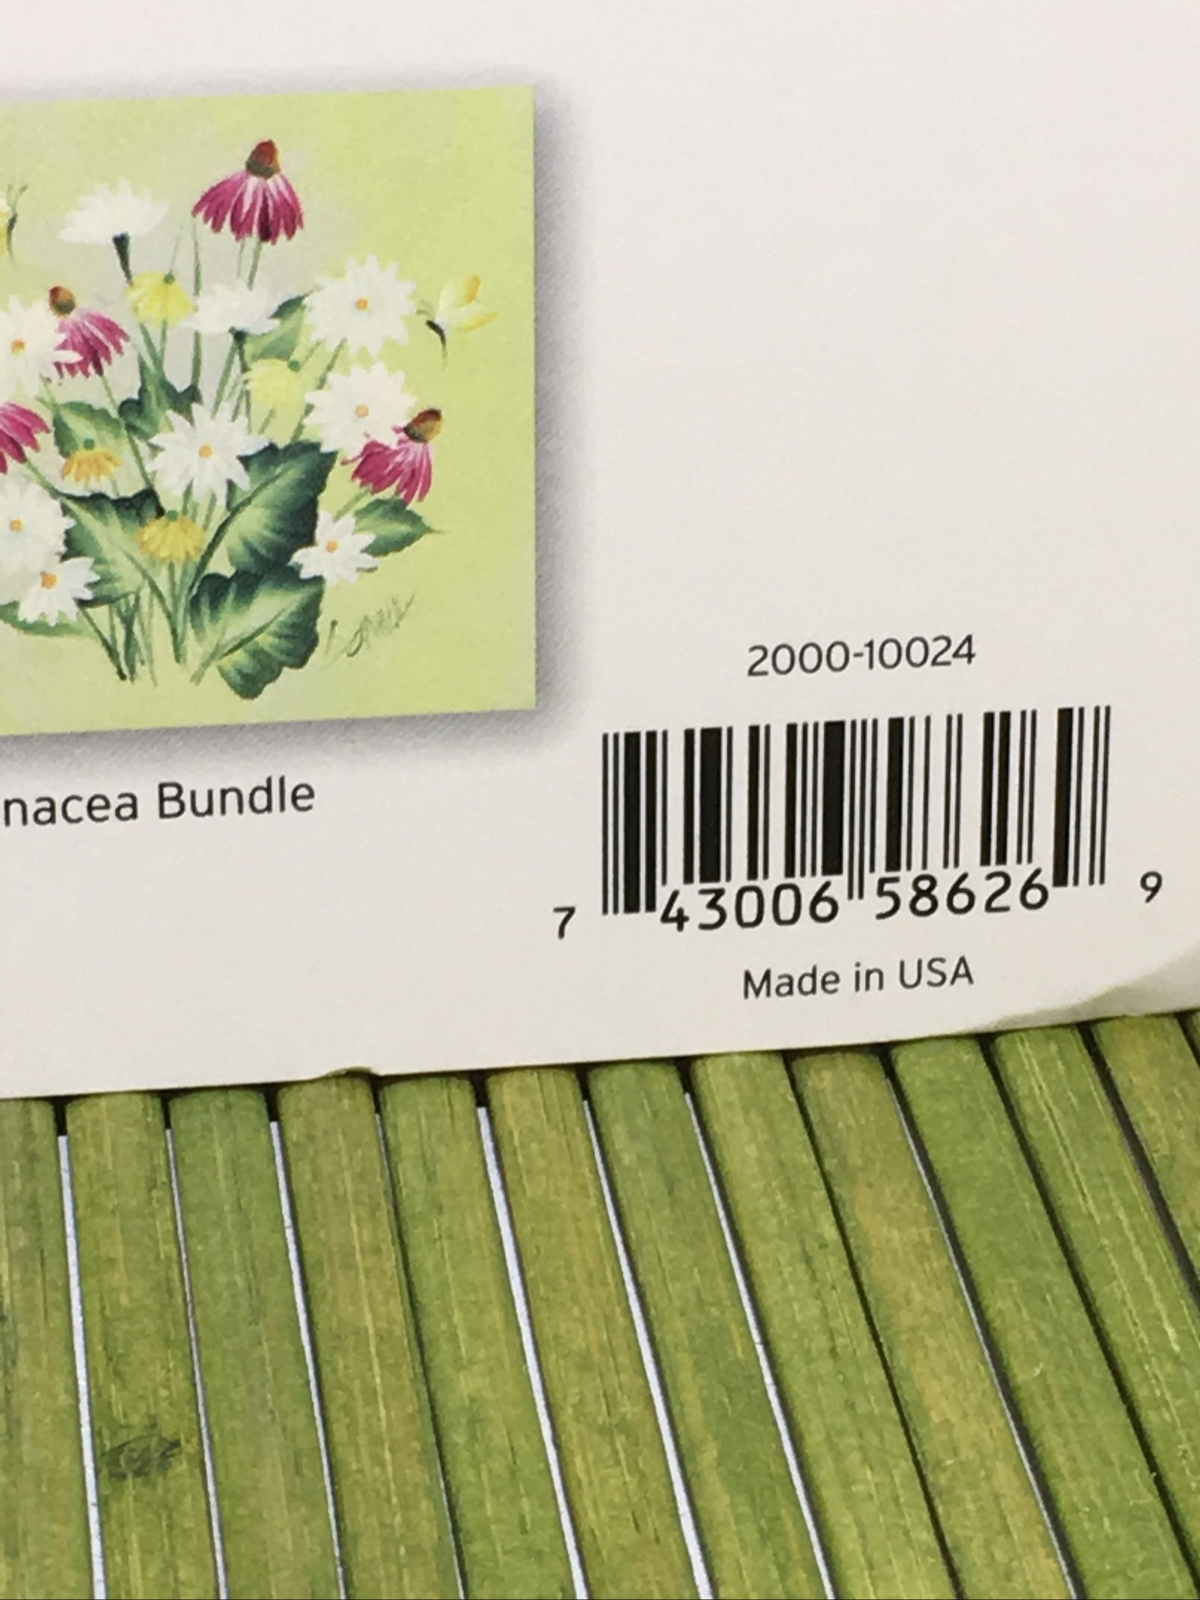 2000-10024
nacea Bundle
7 43006 58626 9
Made in USA